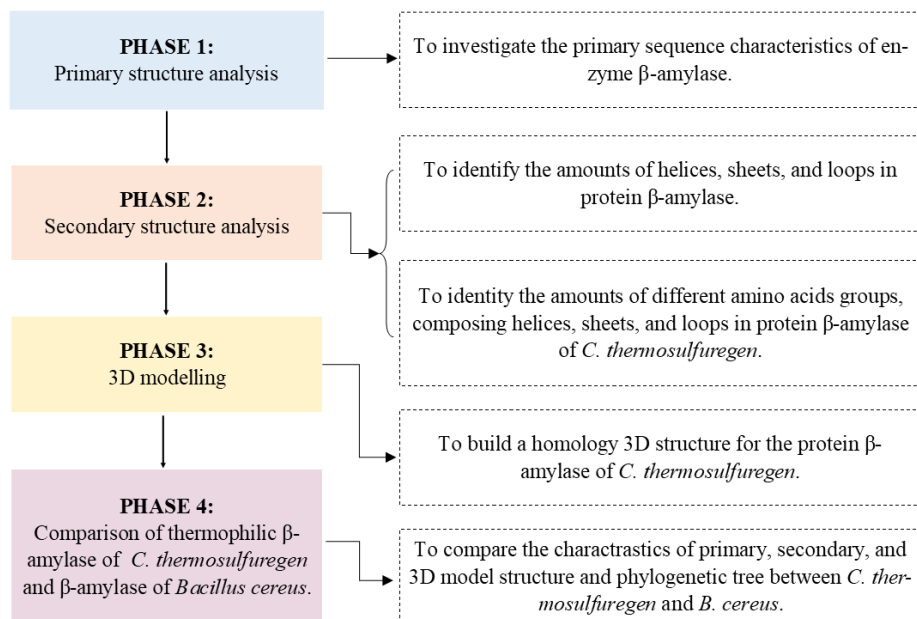 PHASE 1:
Primary structure analysis
To investigate the primary sequence characteristics of en-
zyme β-amylase.
PHASE 2:
Secondary structure analysis
To identify the amounts of helices, sheets, and loops in
protein β-amylase.
To identity the amounts of different amino acids groups,
composing helices, sheets, and loops in protein β-amylase
of C. thermosulfuregen.
PHASE 3:
3D modelling
To build a homology 3D structure for the protein β-
amylase of C. thermosulfuregen.
PHASE 4:
Comparison of thermophilic β-
amylase of C. thermosulfuregen
and β-amylase of Bacillus cereus.
To compare the charactrastics of primary, secondary, and
3D model structure and phylogenetic tree between C. ther-
mosulfuregen and B. cereus.